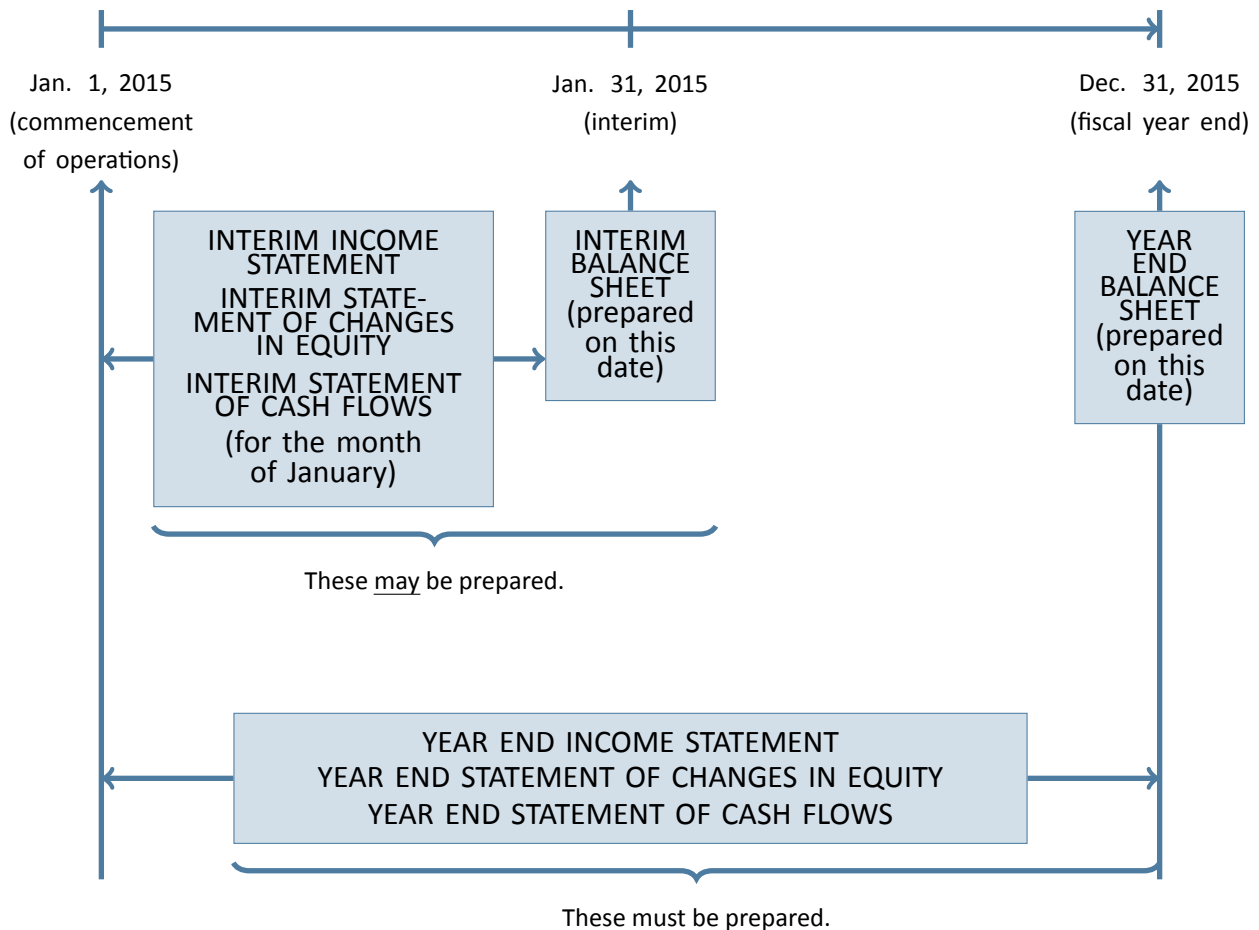 Jan. 1, 2015
(commencement
of operations)
Jan. 31, 2015
(interim)
Dec. 31, 2015
(fiscal year end)
INTERIM INCOME
STATEMENT
INTERIM STATE-
MENT OF CHANGES
IN EQUITY
INTERIM STATEMENT
OF CASH FLOWS
(for the month
of January)
INTERIM
BALANCE
SHEET
(prepared
on this
date)
YEAR
END
BALANCE
SHEET
(prepared
on this
date)
These may be prepared.
YEAR END INCOME STATEMENT
YEAR END STATEMENT OF CHANGES IN EQUITY
YEAR END STATEMENT OF CASH FLOWS
These must be prepared.